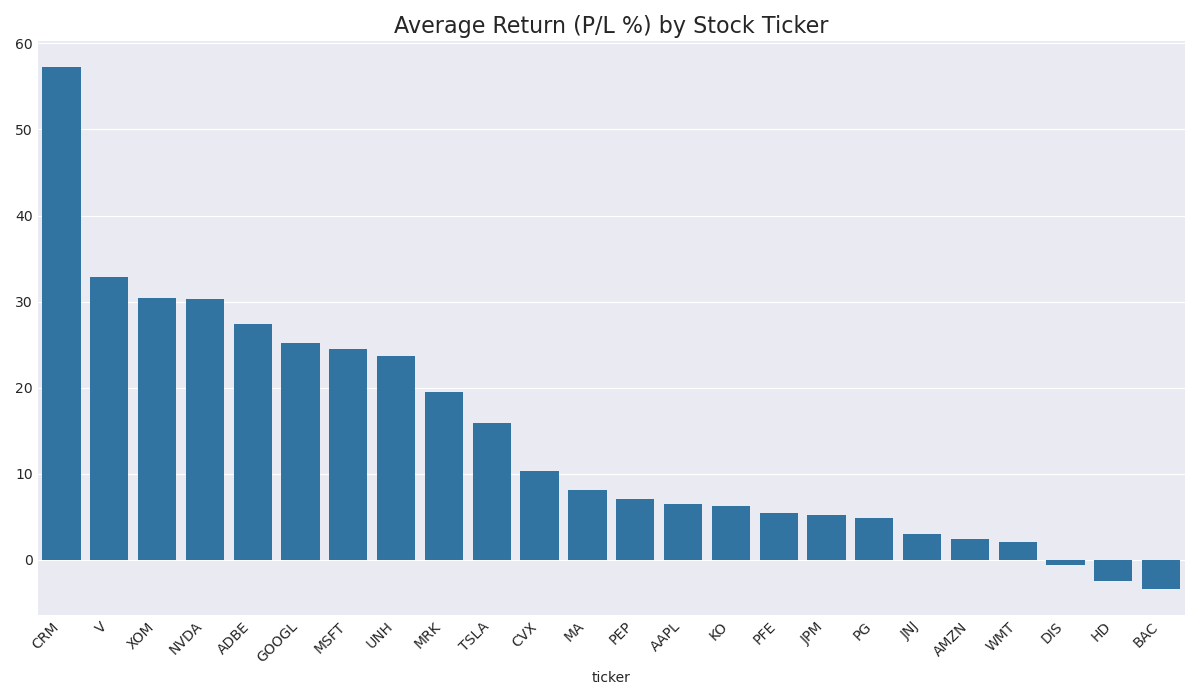 Average Return (P/L %) by Stock Ticker
60
50
40
30
20
10
0
CRM
V
XOM
NVDA
ADBE
GOOGL
MSFT
UNH
MRK
TSLA
CVX
MA
PEP
AAPL
KO
PFE
JPM
PG
JNJ
AMZN
WMT
DIS
HD
BAC
ticker